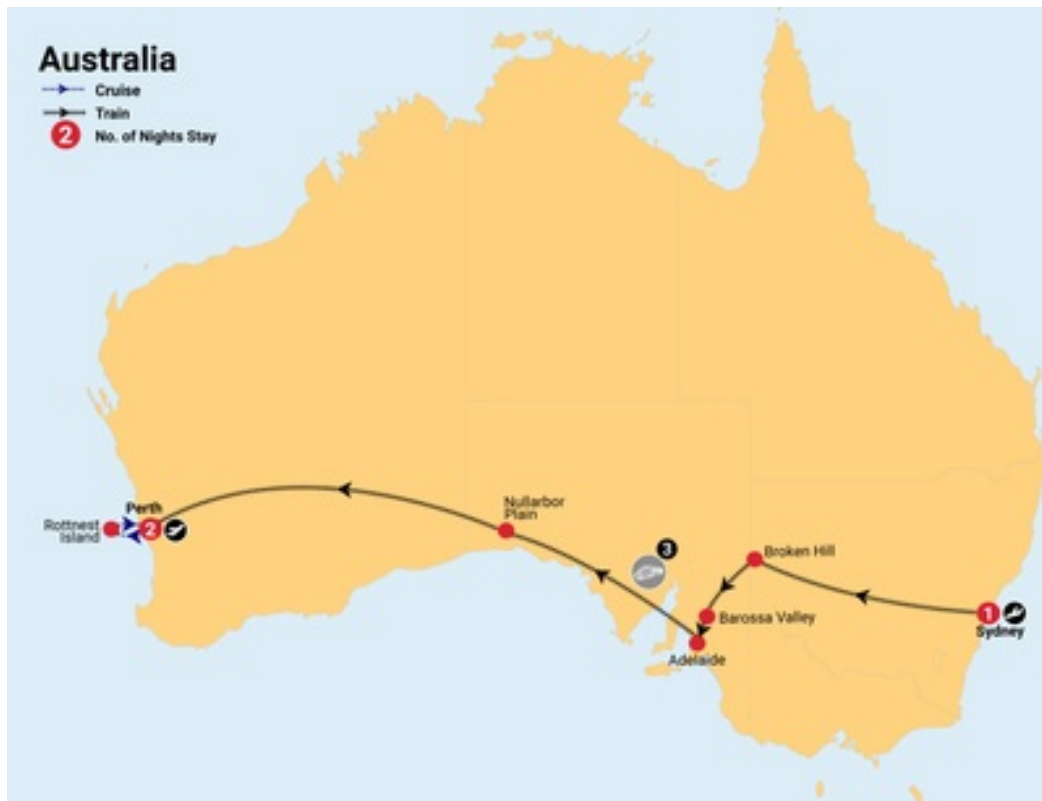 Australia
Cruise
Train
2 No. of Nights Stay
Nullarbor
Plain
Perth
Rottnest
Island
2
3
Broken Hill
Barossa Valley
1
Sydney
Adelaide